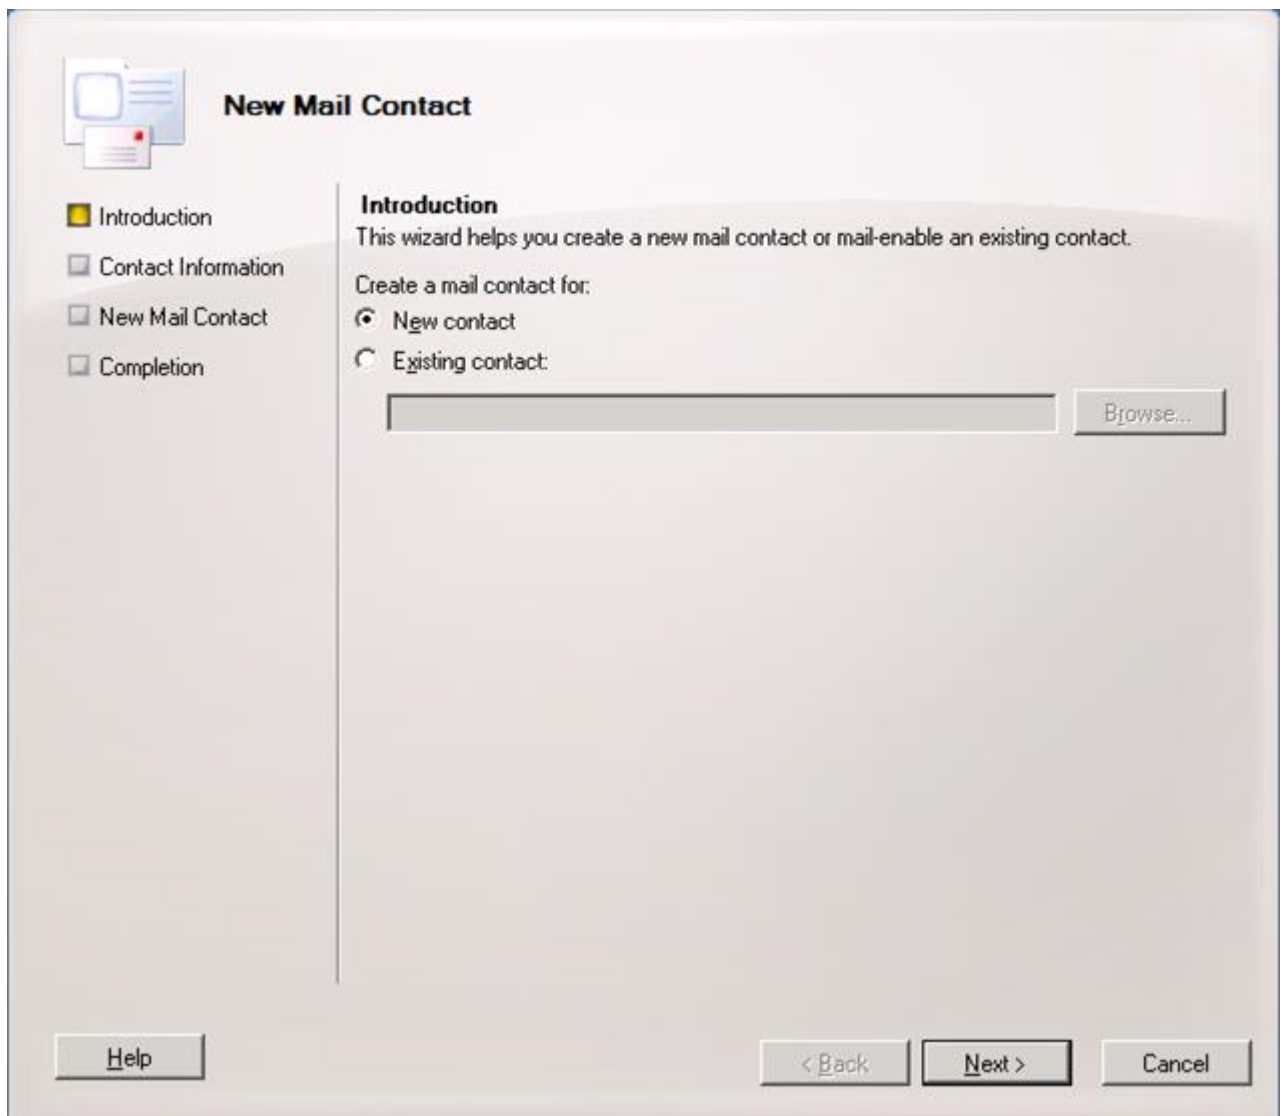 New Mail Contact
Introduction
Contact Information
New Mail Contact
Completion
Introduction
This wizard helps you create a new mail contact or mail-enable an existing contact.
Create a mail contact for:
New contact
Existing contact:
Browse...
Help
< Back
Next >
Cancel